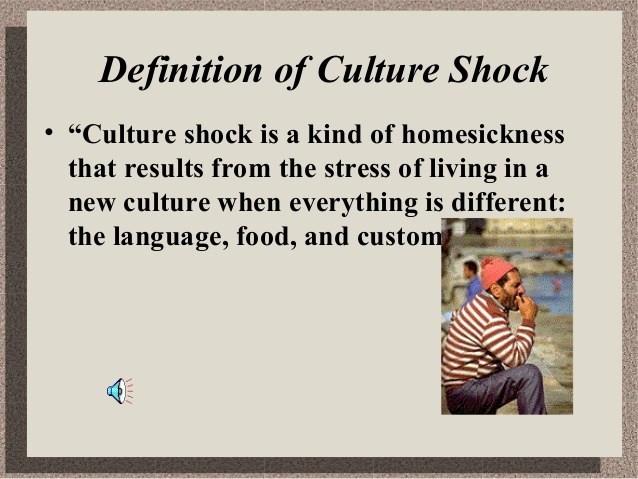 Definition of Culture Shock
• “Culture shock is a kind of homesickness
that results from the stress of living in a
new culture when everything is different:
the language, food, and custom